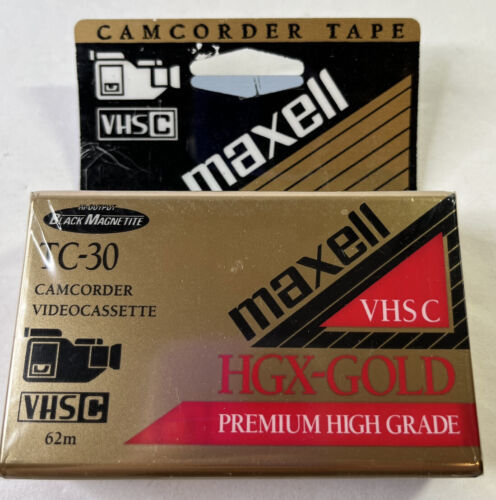 CAMCORDER TAPE
VHS C
maxell
BLACK MAGNETITE
TC-30
CAMCORDER
VIDEOCASSETTE
VHS C
62m
maxell
VHS C
HGX-GOLD
PREMIUM HIGH GRADE